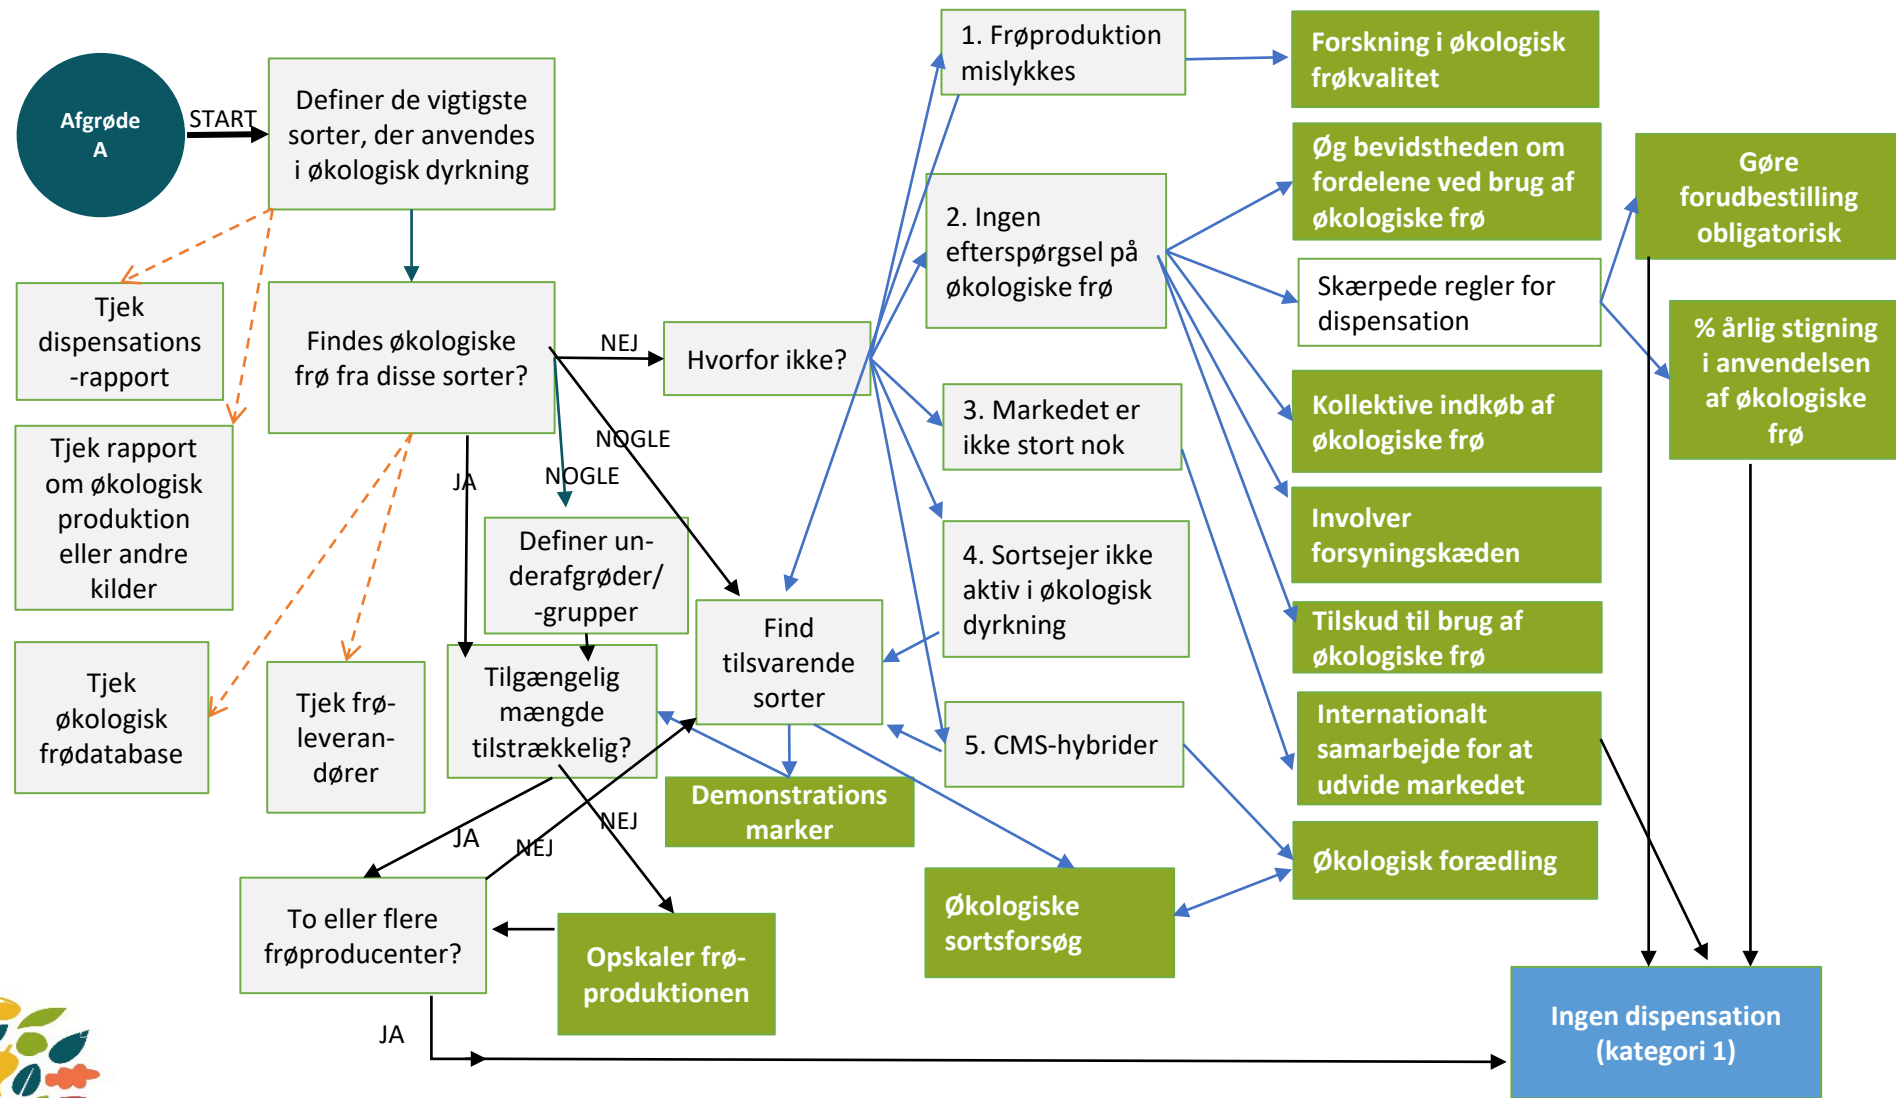 Afgrøde
A
START
Definer de vigtigste
sorter, der anvendes
i økologisk dyrkning
Tjek
dispensations
-rapport
Tjek rapport
om økologisk
produktion
eller andre
kilder
Tjek
økologisk
frødatabase
Tjek frø-
leveran-
dører
Findes økologiske
frø fra disse sorter?
NEJ
NOGLE
NOGLE
JA
Hvorfor ikke?
Definer un-
derafgrøder/
-grupper
Tilgængelig
mængde
tilstrækkelig?
Find
tilsvarende
sorter
JA
NEJ
NEJ
To eller flere
frøproducenter?
JA
Opskaler frø-
produktionen
Demonstrations
marker
1. Frøproduktion
mislykkes
2. Ingen
efterspørgsel på
økologiske frø
3. Markedet er
ikke stort nok
4. Sortsejer ikke
aktiv i økologisk
dyrkning
5. CMS-hybrider
Økologiske
sortsforsøg
Forskning i økologisk
frøkvalitet
Øg bevidstheden om
fordelene ved brug af
økologiske frø
Skærpede regler for
dispensation
Kollektive indkøb af
økologiske frø
Involver
forsyningskæden
Tilskud til brug af
økologiske frø
Internationalt
samarbejde for at
udvide markedet
Økologisk forædling
Gøre
forudbestilling
obligatorisk
% årlig stigning
i anvendelsen
af økologiske
frø
Ingen dispensation
(kategori 1)